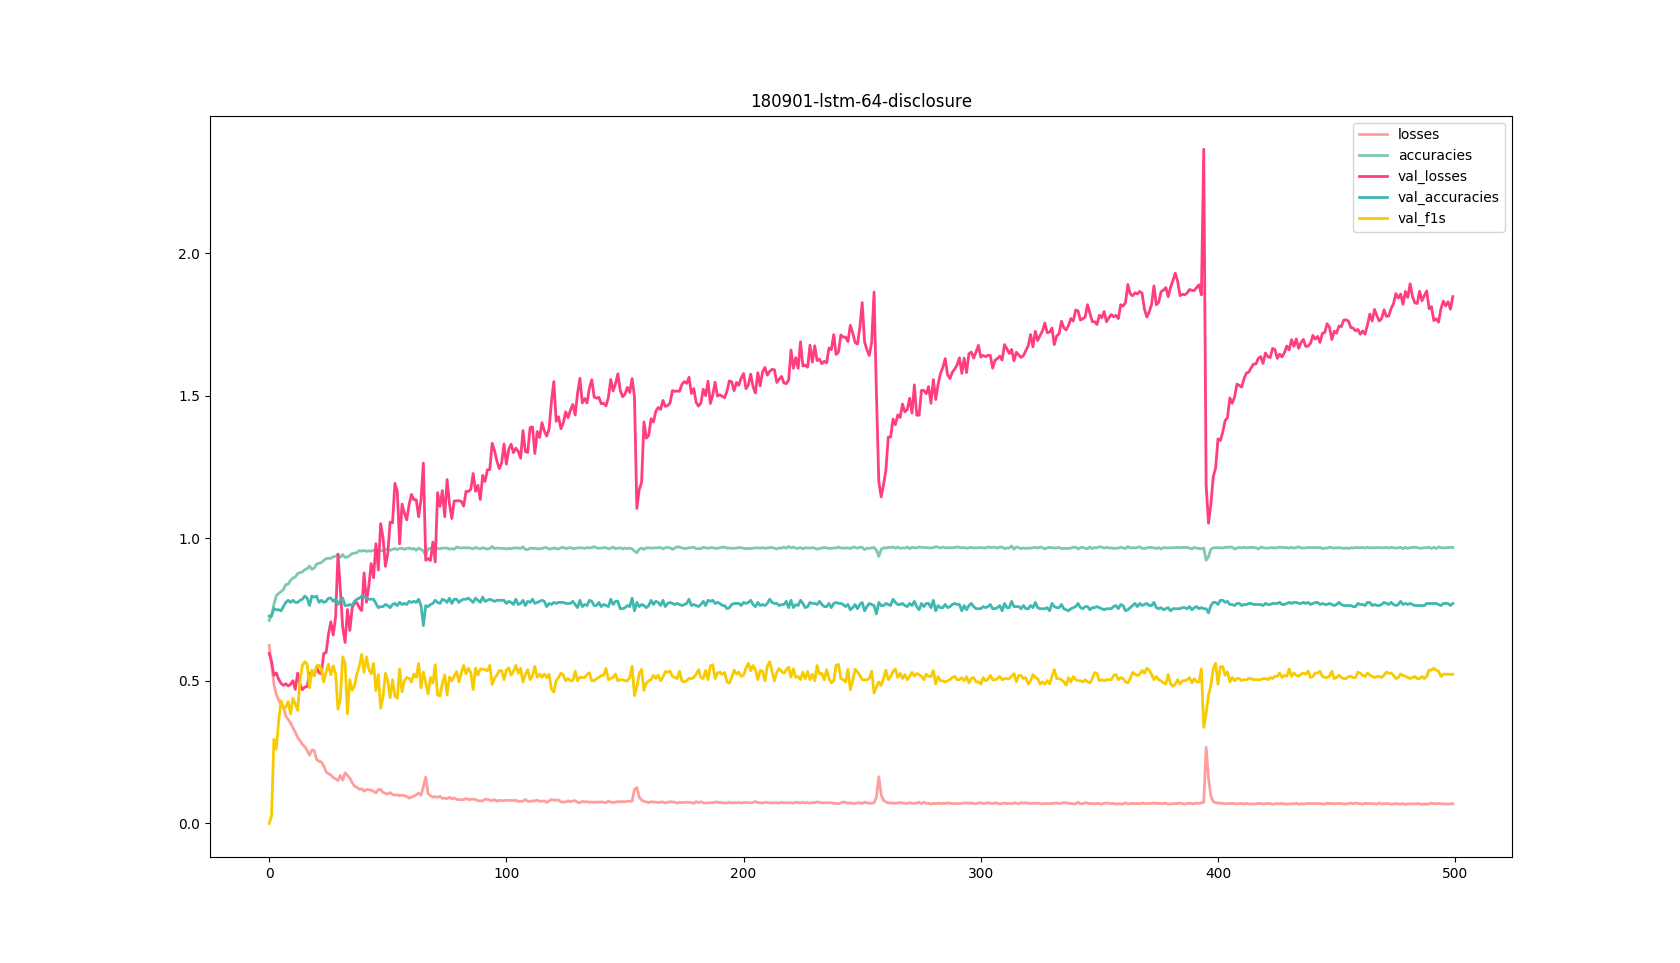 180901-lstm-64-disclosure
losses
accuracies
val_losses
val_accuracies
val_f1s
2.0
1.5
1.0
0.5
0.0
0 100 200 300 400 500